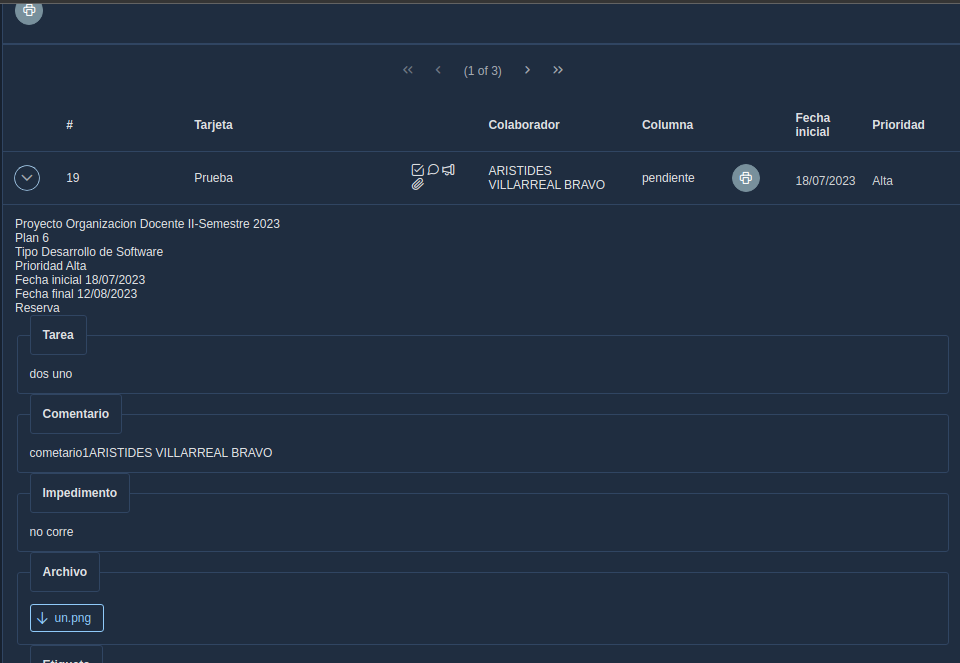 (1 of 3)
# Tarjeta Colaborador Columna Fecha inicial Prioridad
19 Prueba ARISTIDES VILLARREAL BRAVO pendiente 18/07/2023 Alta
Proyecto Organizacion Docente II-Semestre 2023
Plan 6
Tipo Desarrollo de Software
Prioridad Alta
Fecha inicial 18/07/2023
Fecha final 12/08/2023
Reserva
Tarea
dos uno
Comentario
cometario1ARISTIDES VILLARREAL BRAVO
Impedimento
no corre
Archivo
un.png
Etiqueta